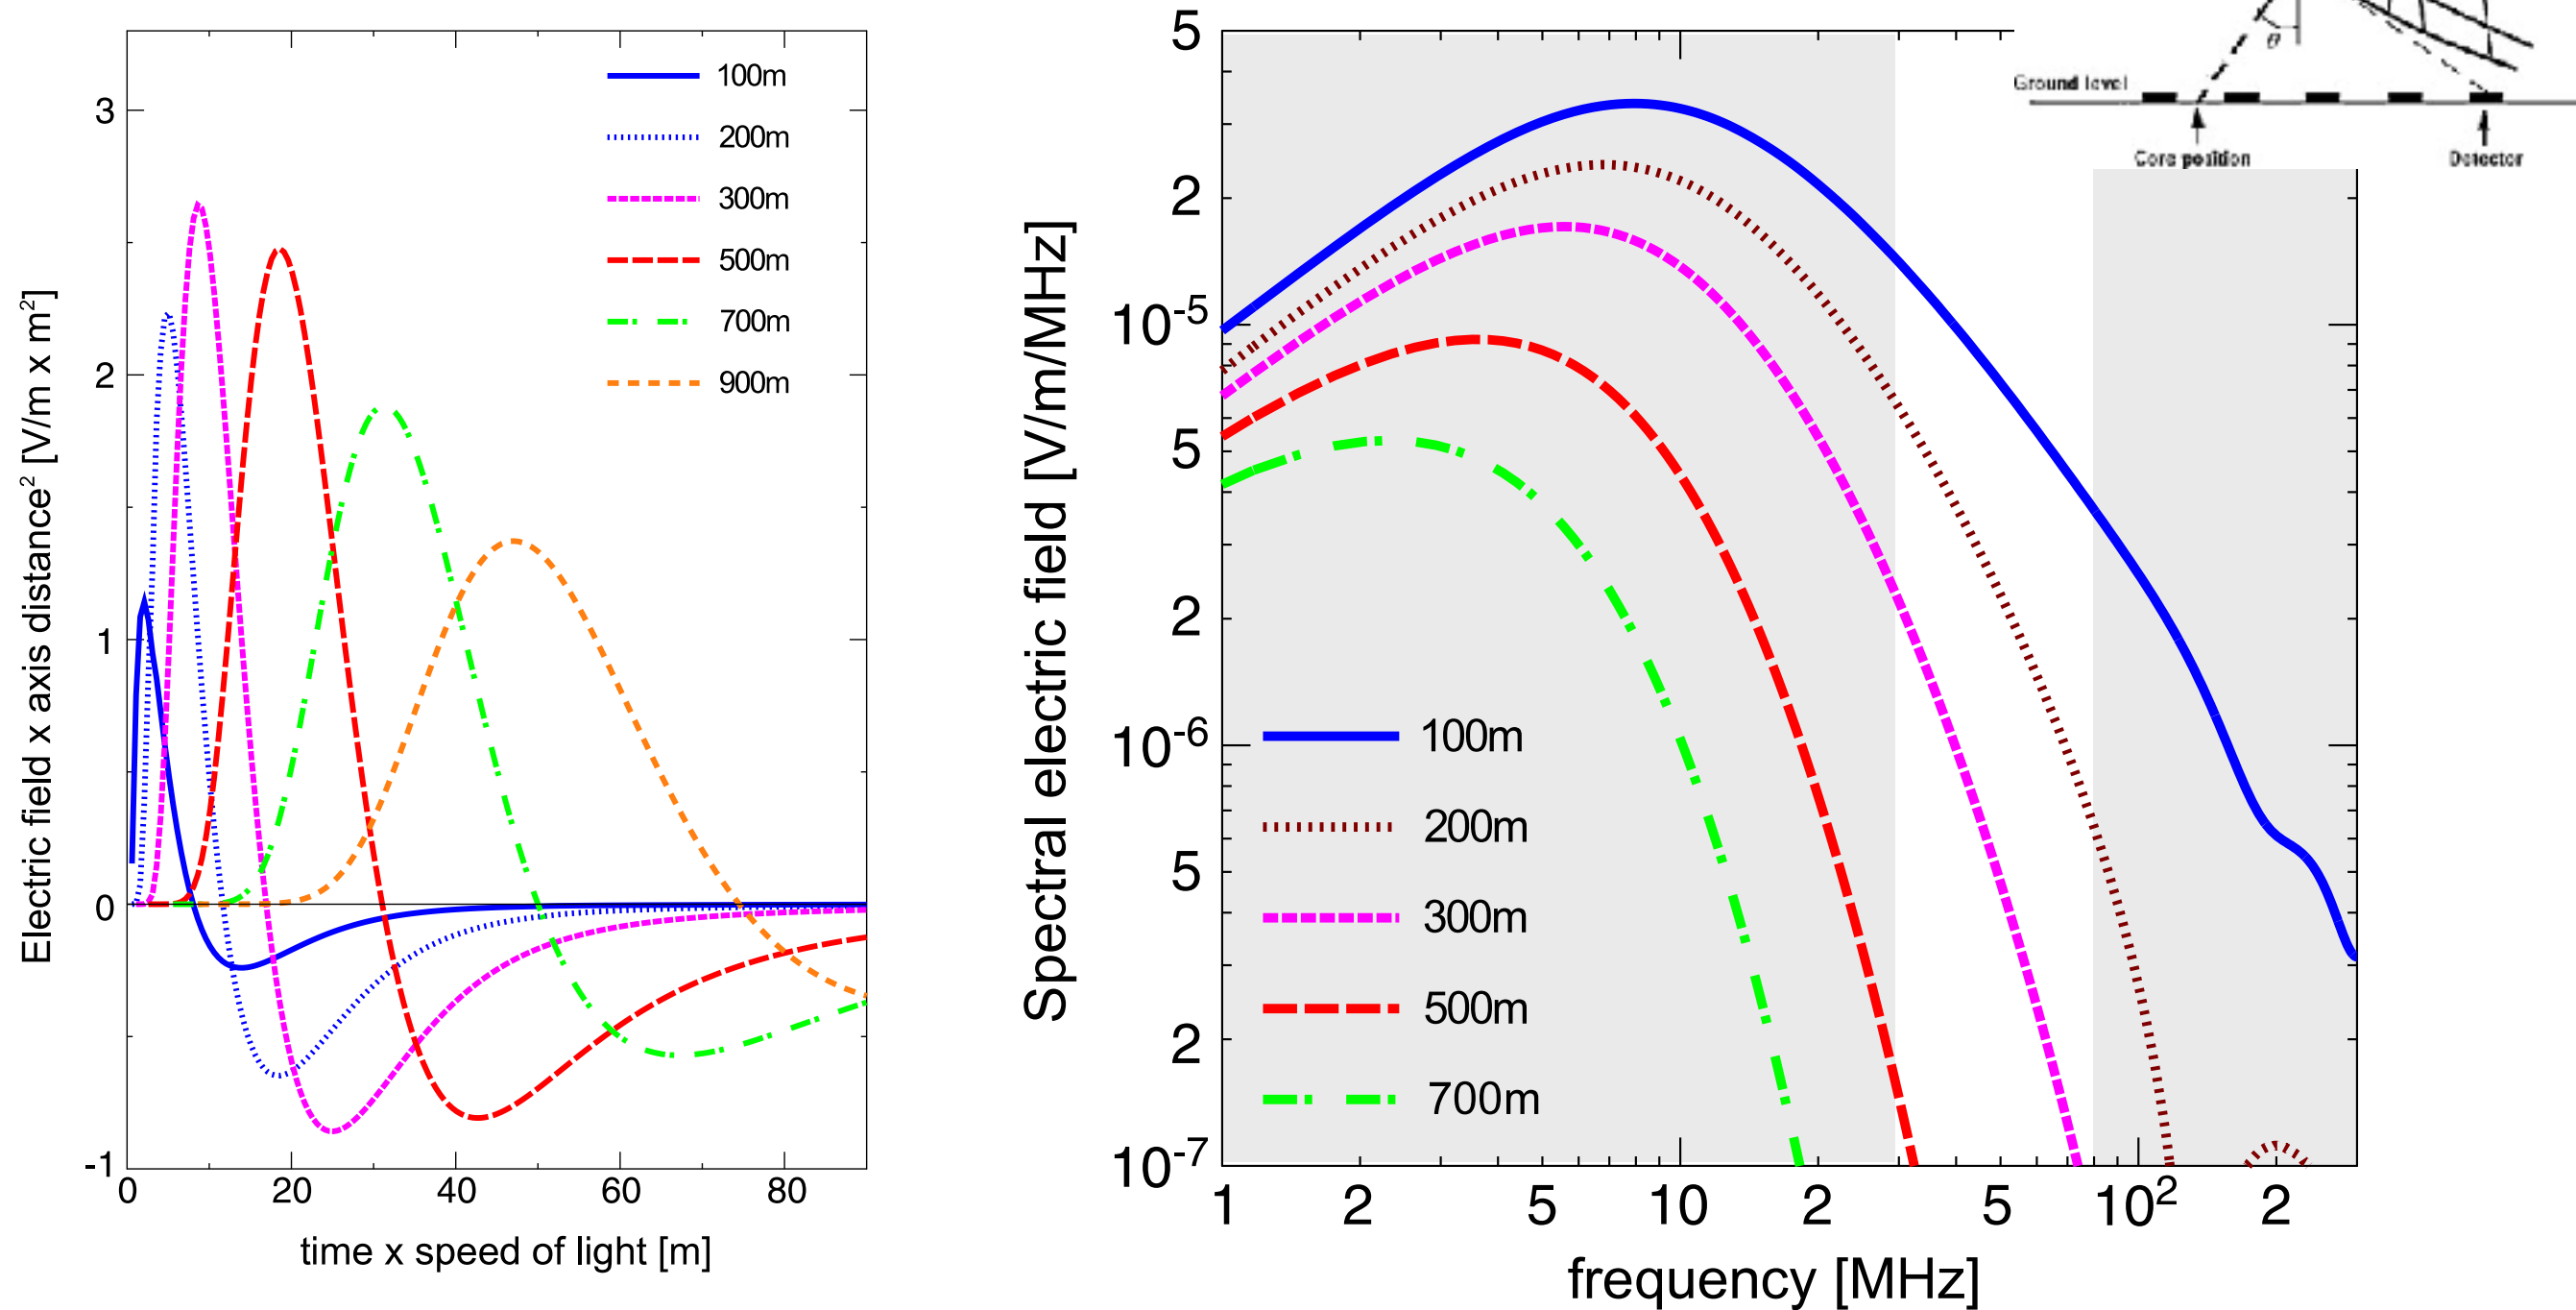 Electric field x axis distance² [V/m x m²]
3
2
1
0
-1
100m
200m
300m
500m
700m
900m
0 20 40 60 80
time x speed of light [m]
Spectral electric field [V/m/MHz]
5
2
10⁻⁵
5
2
10⁻⁶
5
2
10⁻⁷
100m
200m
300m
500m
700m
1 2 5 10 2 5 10² 2
frequency [MHz]
θ
Ground level
Core position
Detector